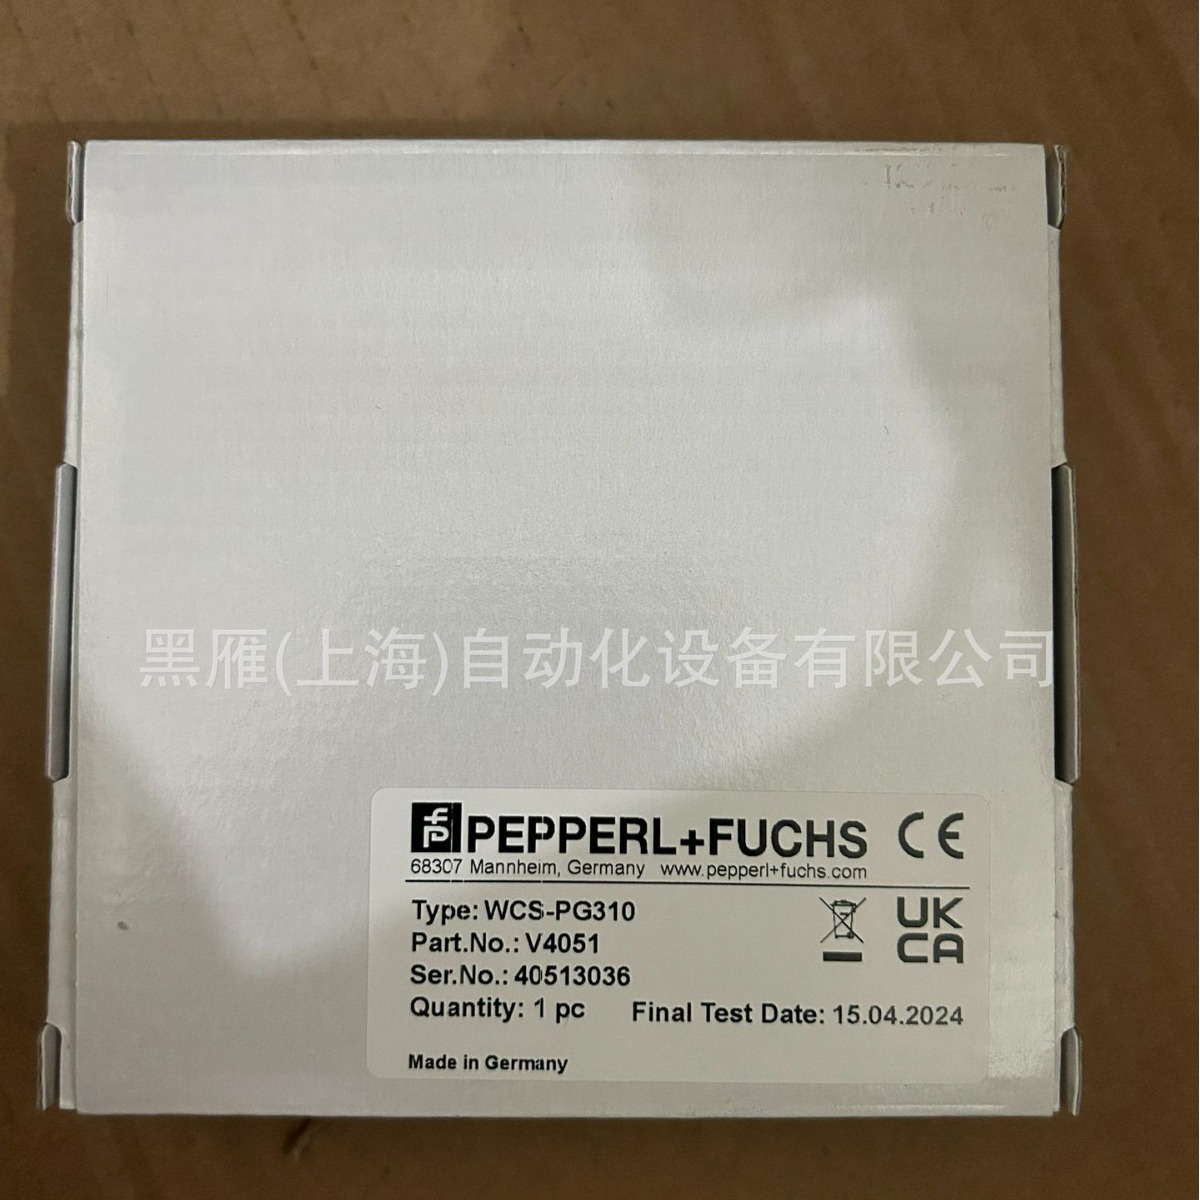 黑雁(上海)自动化设备有限公司
PEPPERL+FUCHS CE
68307 Mannheim, Germany www.pepperl+fuchs.com
Type: WCS-PG310
UK
CA
Part.No.: V4051
Ser.No.: 40513036
Quantity: 1 pc Final Test Date: 15.04.2024
Made in Germany